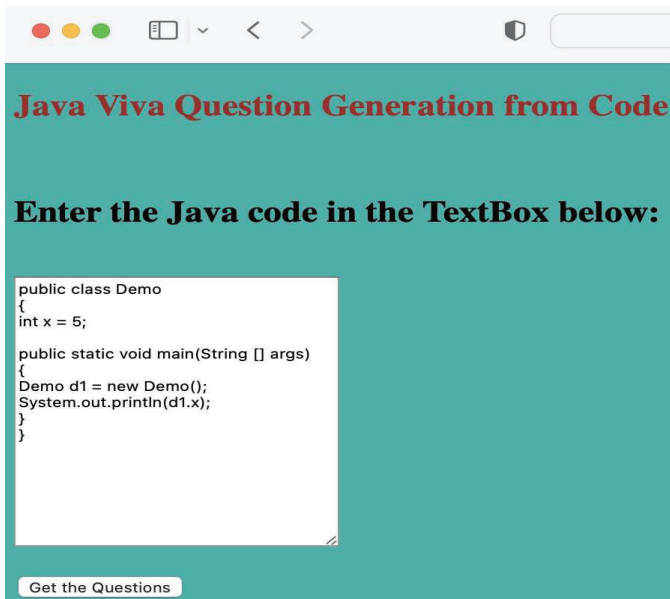 Java Viva Question Generation from Code
Enter the Java code in the TextBox below:
public class Demo
{
int x = 5;
public static void main(String [] args)
{
Demo d1 = new Demo();
System.out.println(d1.x);
}
}
Get the Questions